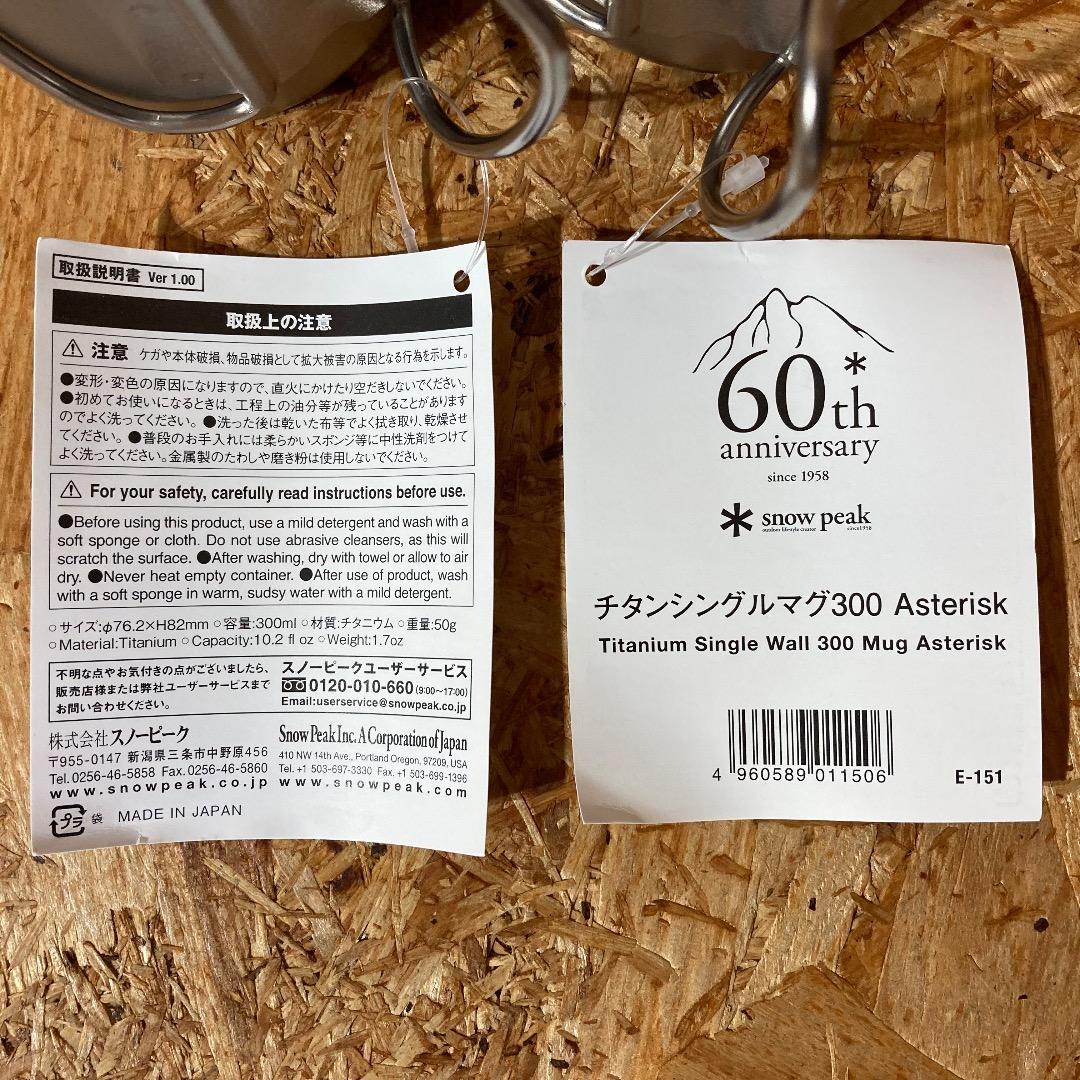 取扱説明書 Ver 1.00
取扱上の注意
注意 ケガや本体破損、物品破損として拡大被害の原因となる行為を示します。
●変形・変色の原因になりますので、直火にかけたり空だきしないでください。
●初めてお使いになるときは、工程上の油分等が残っていることがあります
のでよく洗ってください。●洗った後は乾いた布等でよく拭き取り、乾燥させ
てください。●普段のお手入れには柔らかいスポンジ等に中性洗剤をつけて
よく洗ってください。金属製のたわしや磨き粉は使用しないでください。
For your safety, carefully read instructions before use.
●Before using this product, use a mild detergent and wash with a
soft sponge or cloth. Do not use abrasive cleansers, as this will
scratch the surface. ●After washing, dry with towel or allow to air
dry. ●Never heat empty container. ●After use of product, wash
with a soft sponge in warm, sudsy water with a mild detergent.
○サイズ:φ76.2×H82mm ○容量:300ml ○材質:チタニウム ○重量:50g
○Material:Titanium ○Capacity:10.2 fl oz ○Weight:1.7oz
不明な点やお気付きの点がございましたら、
販売店様または弊社ユーザーサービスまで
お問い合わせください。
スノーピークユーザーサービス
0120-010-660 (9:00〜17:00)
Email:userservice@snowpeak.co.jp
株式会社スノーピーク
〒955-0147 新潟県三条市中野原456
Tel. 0256-46-5858 Fax. 0256-46-5860
www.snowpeak.co.jp
Snow Peak Inc. A Corporation of Japan
410 NW 14th Ave., Portland Oregon, 97209, USA
Tel. +1 503-697-3330 Fax. +1 503-699-1396
www.snowpeak.com
プラ 袋 MADE IN JAPAN
60*th
anniversary
since 1958
snow peak
outdoor lifestyle creator since1958
チタンシングルマグ300 Asterisk
Titanium Single Wall 300 Mug Asterisk
4 960589 011506
E-151